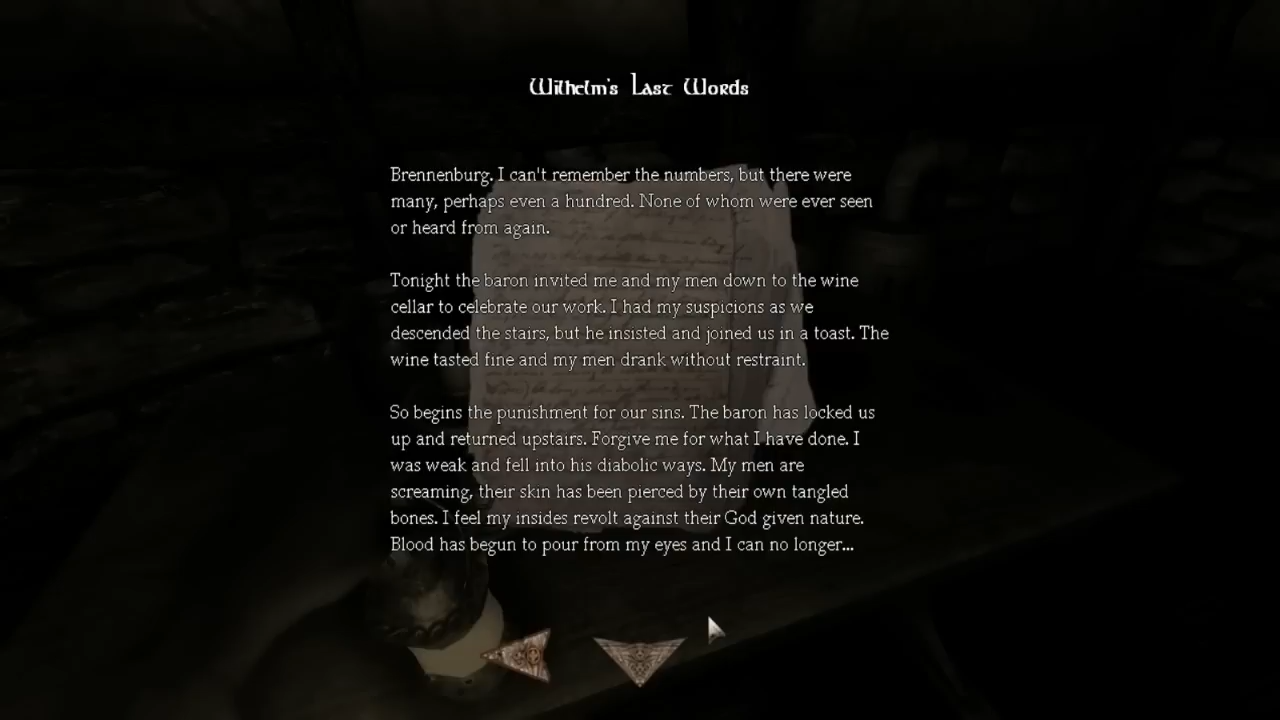 Wilhelm's Last Words
Brennenburg. I can't remember the numbers, but there were
many, perhaps even a hundred. None of whom were ever seen
or heard from again.
Tonight the baron invited me and my men down to the wine
cellar to celebrate our work. I had my suspicions as we
descended the stairs, but he insisted and joined us in a toast. The
wine tasted fine and my men drank without restraint.
So begins the punishment for our sins. The baron has locked us
up and returned upstairs. Forgive me for what I have done. I
was weak and fell into his diabolic ways. My men are
screaming, their skin has been pierced by their own tangled
bones. I feel my insides revolt against their God given nature.
Blood has begun to pour from my eyes and I can no longer...